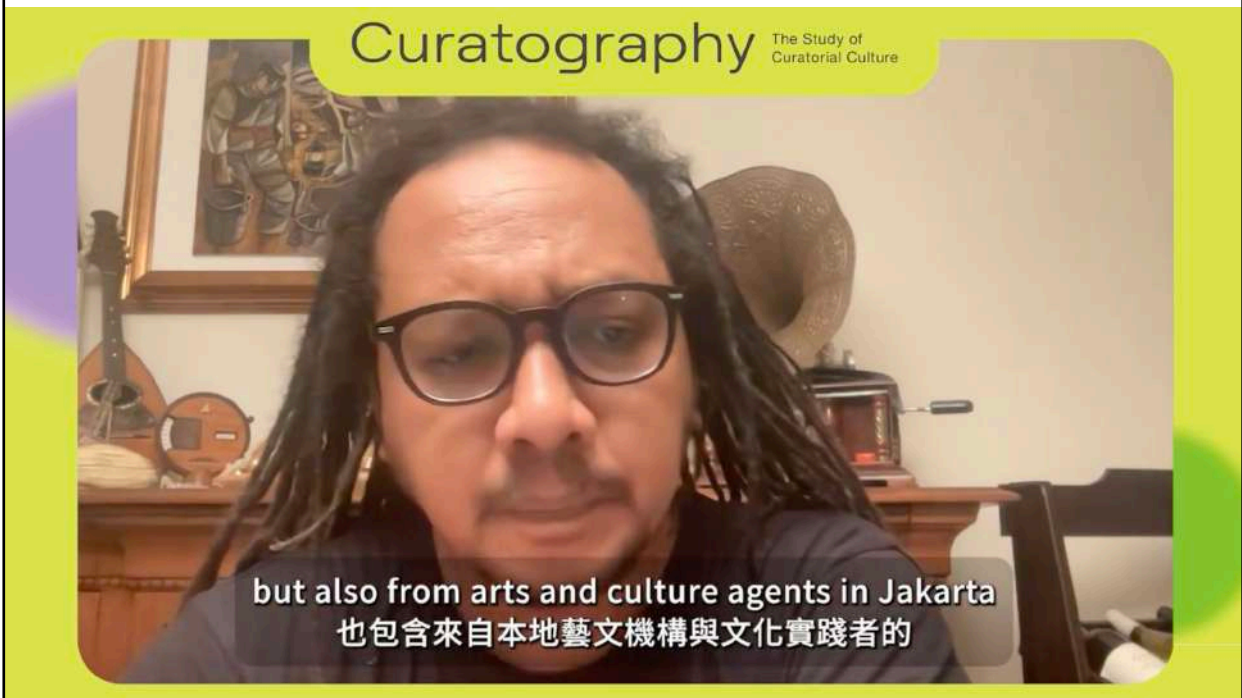 Curatography
The Study of
Curatorial Culture
but also from arts and culture agents in Jakarta
也包含來自本地藝文機構與文化實踐者的